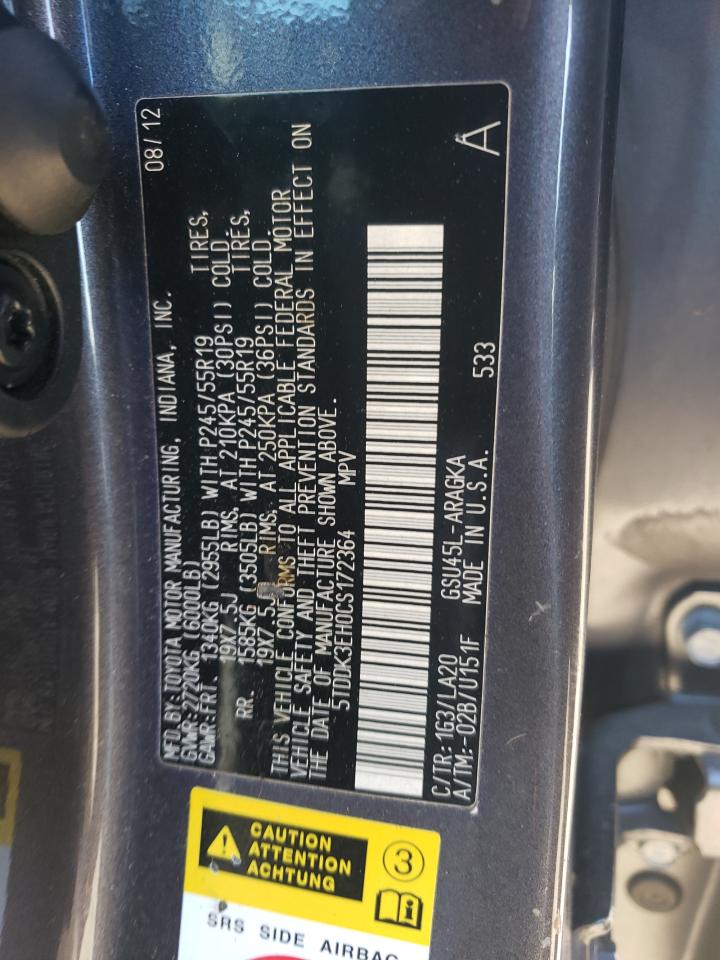 MFD.BY:TOYOTA MOTOR MANUFACTURING, INDIANA, INC. 08/12
GVWR:2720KG(6000LB)
GAWR:FRT. 1340KG (2955LB) WITH P245/55R19 TIRES,
19X7.5J RIMS, AT 210KPA (30PSI) COLD.
RR. 1585KG (3505LB) WITH P245/55R19 TIRES,
19X7.5J RIMS, AT 250KPA (36PSI) COLD.
THIS VEHICLE CONFORMS TO ALL APPLICABLE FEDERAL MOTOR
VEHICLE SAFETY AND THEFT PREVENTION STANDARDS IN EFFECT ON
THE DATE OF MANUFACTURE SHOWN ABOVE.
5TDDK3EH0CS172364 MPV
C/TR:1G3/LA20 GSU45L-ARAGKA 533
A/TM:-02B/U151F MADE IN U.S.A.
A
CAUTION
ATTENTION
ACHTUNG
3
SRS SIDE AIRBAG